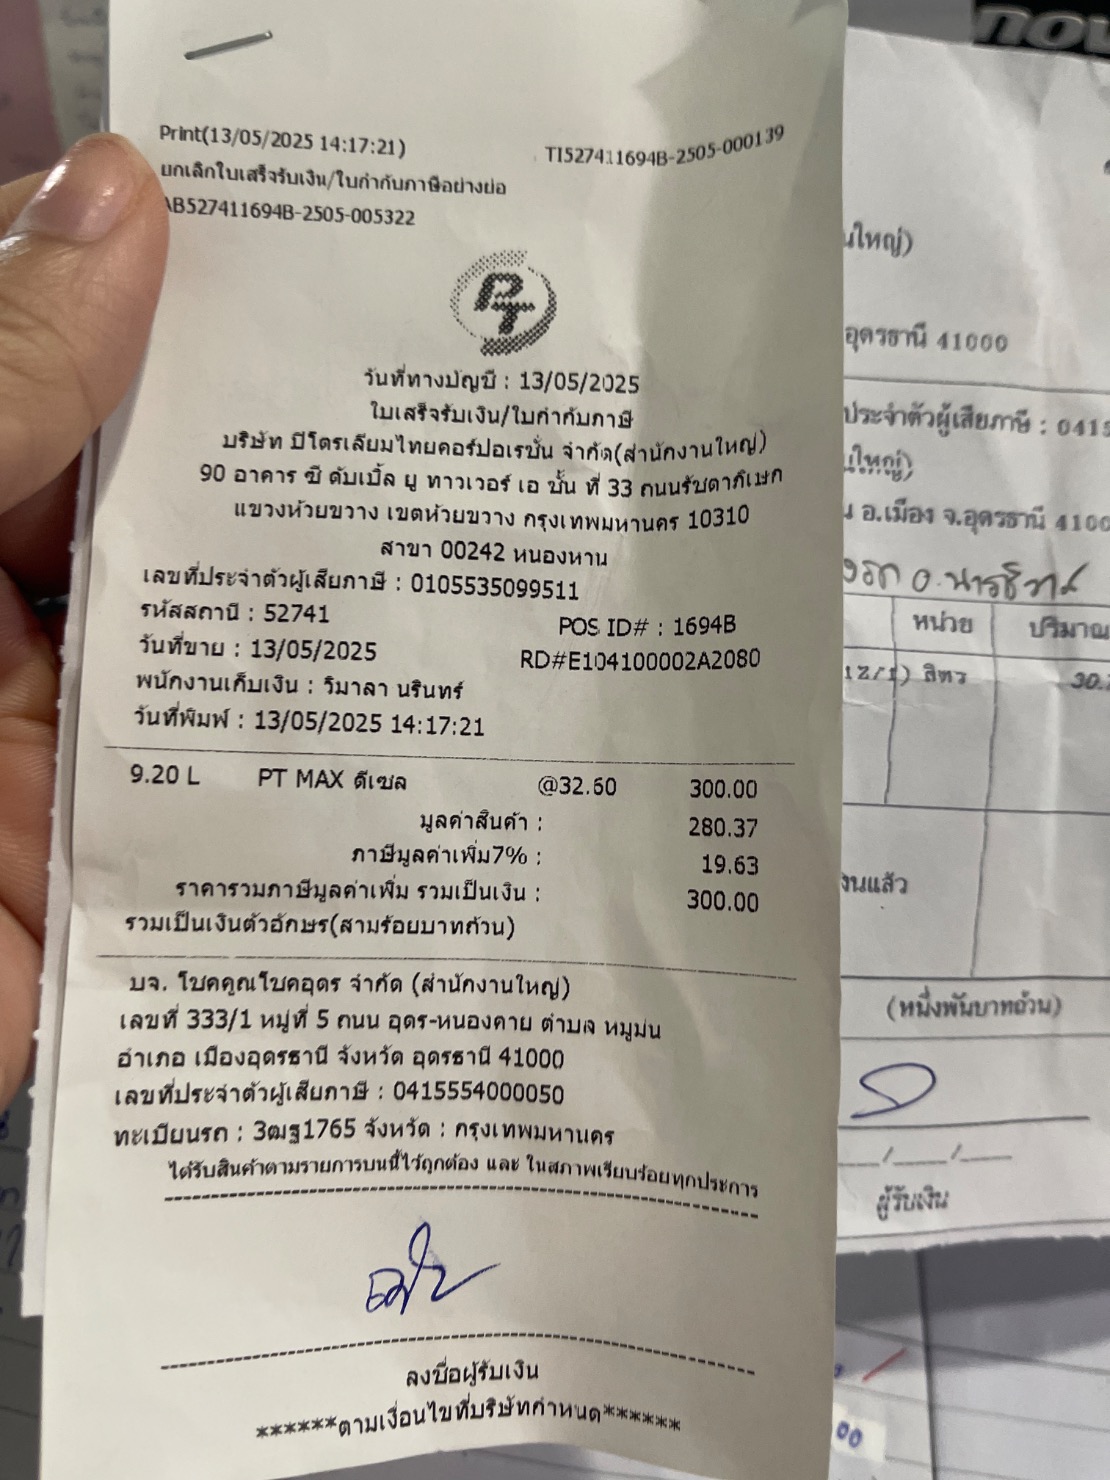 Print(13/05/2025 14:17:21)
TI527411694B-2505-000139
ยกเลิกใบเสร็จรับเงิน/ใบกำกับภาษีอย่างย่อ
AB527411694B-2505-005322
PT
วันที่ทางบัญชี : 13/05/2025
ใบเสร็จรับเงิน/ใบกำกับภาษี
บริษัท ปิโตรเลียมไทยคอร์ปอเรชั่น จำกัด(สำนักงานใหญ่)
90 อาคาร ซี ดับเบิ้ล ยู ทาวเวอร์ เอ ชั้น ที่ 33 ถนนรัชดาภิเษก
แขวงห้วยขวาง เขตห้วยขวาง กรุงเทพมหานคร 10310
สาขา 00242 หนองหาน
เลขที่ประจำตัวผู้เสียภาษี : 0105535099511
รหัสสถานี : 52741 POS ID# : 1694B
วันที่ขาย : 13/05/2025 RD#E104100002A2080
พนักงานเก็บเงิน : วิมาลา นรินทร์
วันที่พิมพ์ : 13/05/2025 14:17:21
9.20 L PT MAX ดีเซล @32.60 300.00
มูลค่าสินค้า : 280.37
ภาษีมูลค่าเพิ่ม7% : 19.63
ราคารวมภาษีมูลค่าเพิ่ม รวมเป็นเงิน : 300.00
รวมเป็นเงินตัวอักษร(สามร้อยบาทถ้วน)
บจ. โชคคูณโชคอุดร จำกัด (สำนักงานใหญ่)
เลขที่ 333/1 หมู่ที่ 5 ถนน อุดร-หนองคาย ตำบล หมูม่น
อำเภอ เมืองอุดรธานี จังหวัด อุดรธานี 41000
เลขที่ประจำตัวผู้เสียภาษี : 0415554000050
ทะเบียนรถ : 3ฒฐ1765 จังหวัด : กรุงเทพมหานคร
ได้รับสินค้าตามรายการบนนี้ไว้ถูกต้อง และ ในสภาพเรียบร้อยทุกประการ
ลงชื่อผู้รับเงิน
******ตามเงื่อนไขที่บริษัทกำหนด******
นใหญ่)
อุดรธานี 41000
ประจำตัวผู้เสียภาษี : 0415
นใหญ่)
อ.เมือง จ.อุดรธานี 4100
หน่วย ปริมาณ
ลิตร 30.
งินแล้ว
(หนึ่งพันบาทถ้วน)
__/__/__
ผู้รับเงิน
00